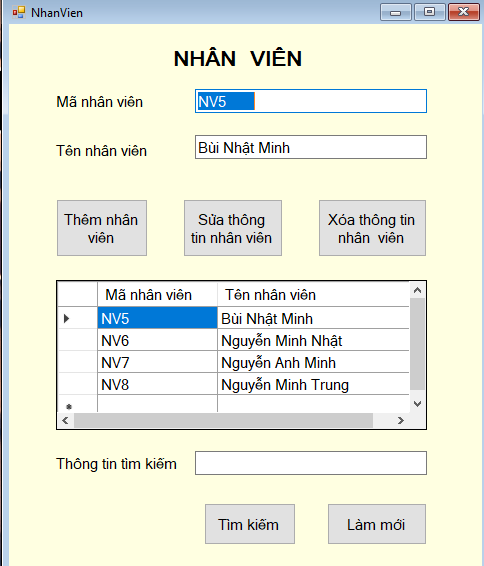 NhanVien
NHÂN VIÊN
Mã nhân viên
NV5
Tên nhân viên
Bùi Nhật Minh
Thêm nhân
viên
Sửa thông
tin nhân viên
Xóa thông tin
nhân viên
Mã nhân viên Tên nhân viên
NV5 Bùi Nhật Minh
NV6 Nguyễn Minh Nhật
NV7 Nguyễn Anh Minh
NV8 Nguyễn Minh Trung
Thông tin tìm kiếm
Tìm kiếm
Làm mới